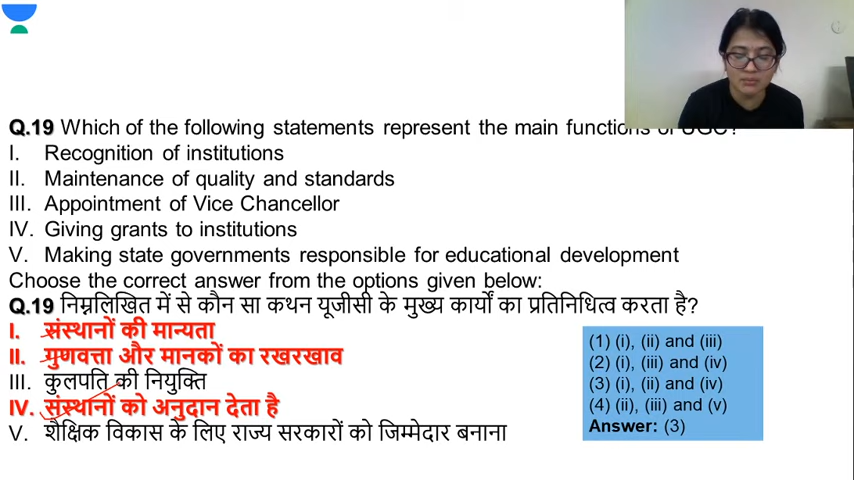 Q.19 Which of the following statements represent the main functions of UGC?
I. Recognition of institutions
II. Maintenance of quality and standards
III. Appointment of Vice Chancellor
IV. Giving grants to institutions
V. Making state governments responsible for educational development
Choose the correct answer from the options given below:
Q.19 निम्नलिखित में से कौन सा कथन यूजीसी के मुख्य कार्यों का प्रतिनिधित्व करता है?
I. संस्थानों की मान्यता
II. गुणवत्ता और मानकों का रखरखाव
III. कुलपति की नियुक्ति
IV. संस्थानों को अनुदान देता है
V. शैक्षिक विकास के लिए राज्य सरकारों को जिम्मेदार बनाना
(1) (i), (ii) and (iii)
(2) (i), (iii) and (iv)
(3) (i), (ii) and (iv)
(4) (ii), (iii) and (v)
Answer: (3)